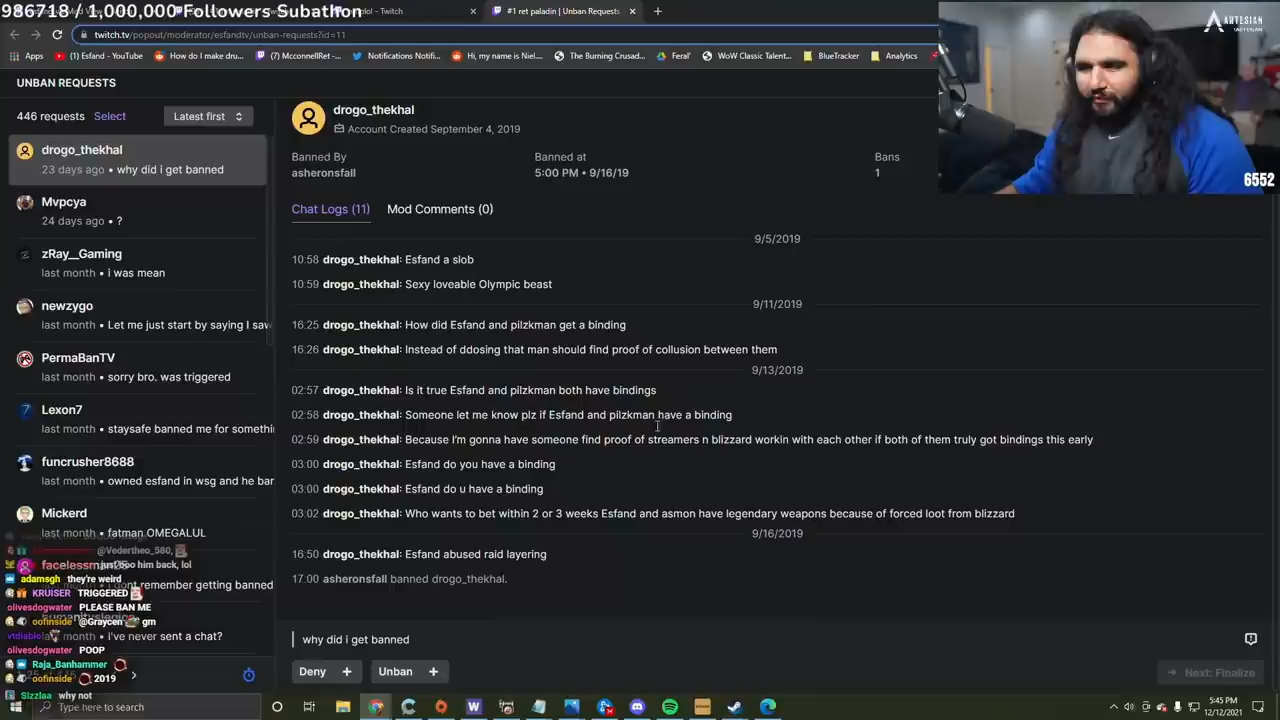 986718 / 1,000,000 Followers Subathon
- Twitch
#1 ret paladin | Unban Requests
twitch.tv/popout/moderator/esfandtv/unban-requests?id=11
Apps (1) Esfand - YouTube How do I make dru... (7) McconnellRet - ... Notifications Notifi... Hi, my name is Niel... The Burning Crusad... Feral' WoW Classic Talent... BlueTracker Analytics
ARTESIAN
UNBAN REQUESTS
446 requests Select Latest first
drogo_thekhal
23 days ago • why did i get banned
Mvpcya
24 days ago • ?
zRay__Gaming
last month • i was mean
newzygo
last month • Let me just start by saying I saw
PermaBanTV
last month • sorry bro. was triggered
Lexon7
last month • staysafe banned me for somethi
funcrusher8688
last month • owned esfand in wsg and he bar
Mickerd
last month • fatman OMEGALUL
drogo_thekhal
Account Created September 4, 2019
Banned By Banned at Bans
asheronsfall 5:00 PM • 9/16/19 1
6552
Chat Logs (11) Mod Comments (0)
9/5/2019
10:58 drogo_thekhal: Esfand a slob
10:59 drogo_thekhal: Sexy loveable Olympic beast
9/11/2019
16:25 drogo_thekhal: How did Esfand and pilzkman get a binding
16:26 drogo_thekhal: Instead of ddosing that man should find proof of collusion between them
9/13/2019
02:57 drogo_thekhal: Is it true Esfand and pilzkman both have bindings
02:58 drogo_thekhal: Someone let me know plz if Esfand and pilzkman have a binding
02:59 drogo_thekhal: Because I'm gonna have someone find proof of streamers n blizzard workin with each other if both of them truly got bindings this early
03:00 drogo_thekhal: Esfand do you have a binding
03:00 drogo_thekhal: Esfand do u have a binding
03:02 drogo_thekhal: Who wants to bet within 2 or 3 weeks Esfand and asmon have legendary weapons because of forced loot from blizzard
9/16/2019
16:50 drogo_thekhal: Esfand abused raid layering
17:00 asheronsfall banned drogo_thekhal.
why did i get banned
Deny + Unban + Next: Finalize
@Vedertheo_580,
him back, lol
adamsgh they're weird
remember getting banned
KRUISER TRIGGERED
olivesdogwater PLEASE BAN ME
oofinside @Graycen gm
vtdiablo
month • I've never sent a chat?
olivesdogwater POOP
Raja_Banhammer
oofinside 2019
Sizzlaa why not
Type here to search
5:45 PM
12/12/2021